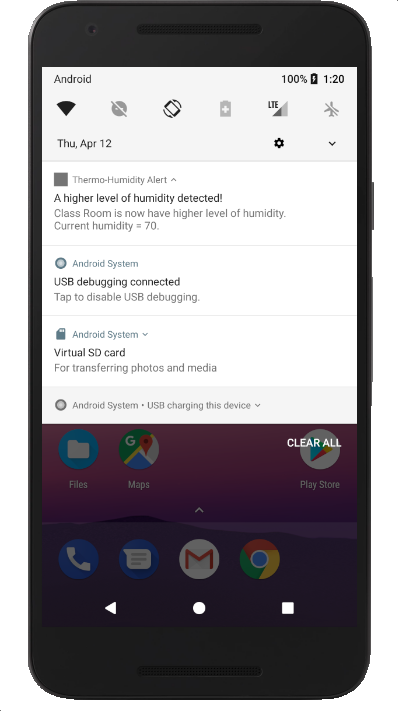 Android
100% 1:20
LTE
Thu, Apr 12
Thermo-Humidity Alert
A higher level of humidity detected!
Class Room is now have higher level of humidity.
Current humidity = 70.
Android System
USB debugging connected
Tap to disable USB debugging.
Android System
Virtual SD card
For transferring photos and media
Android System • USB charging this device
CLEAR ALL
G
Files
Maps
Play Store